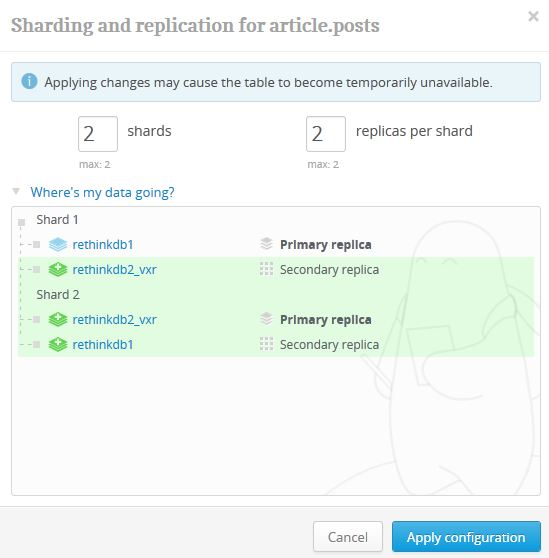 Sharding and replication for article.posts
×
Applying changes may cause the table to become temporarily unavailable.
2 shards
2 replicas per shard
max: 2
max: 2
Where's my data going?
Shard 1
rethinkdb1 Primary replica
rethinkdb2_vxr Secondary replica
Shard 2
rethinkdb2_vxr Primary replica
rethinkdb1 Secondary replica
Cancel
Apply configuration